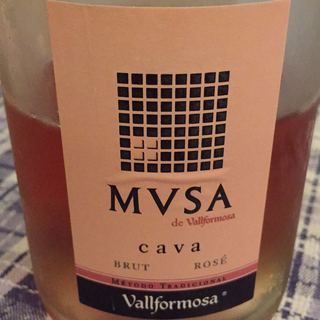 MVSA
de Vallformosa
cava
BRUT ROSÉ
MÉTODO TRADICIONAL
Vallformosa®